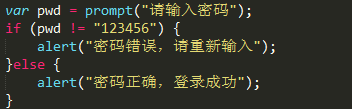 var pwd = prompt("请输入密码");
if (pwd != "123456") {
    alert("密码错误，请重新输入");
}else {
    alert("密码正确，登录成功");
}